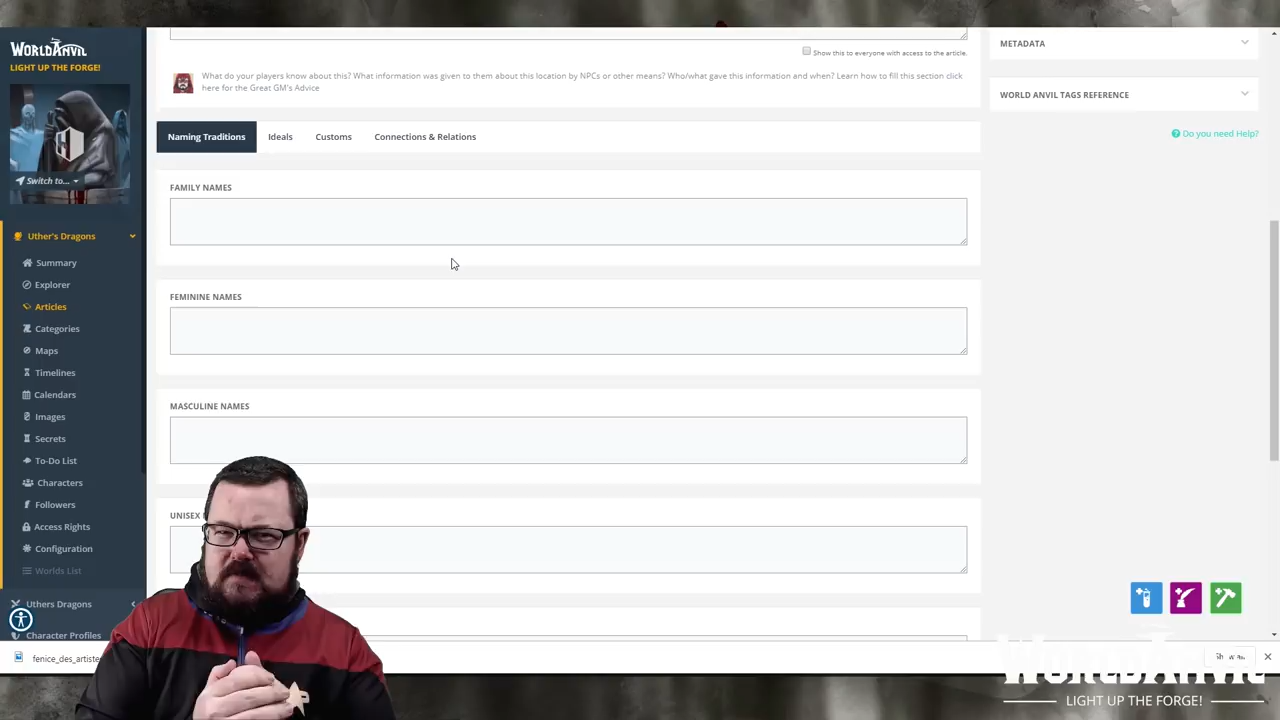 WORLDANVIL
LIGHT UP THE FORGE!
Switch to...
Uther's Dragons
Summary
Explorer
Articles
Categories
Maps
Timelines
Calendars
Images
Secrets
To-Do List
Characters
Followers
Access Rights
Configuration
Worlds List
Uthers Dragons
Character Profiles
Show this to everyone with access to the article.
What do your players know about this? What information was given to them about this location by NPCs or other means? Who/what gave this information and when? Learn how to fill this section click
here for the Great GM's Advice
Naming Traditions Ideals Customs Connections & Relations
FAMILY NAMES
FEMININE NAMES
MASCULINE NAMES
UNISEX
METADATA
WORLD ANVIL TAGS REFERENCE
Do you need Help?
fenice_des_artiste
WORLDANVIL
LIGHT UP THE FORGE!